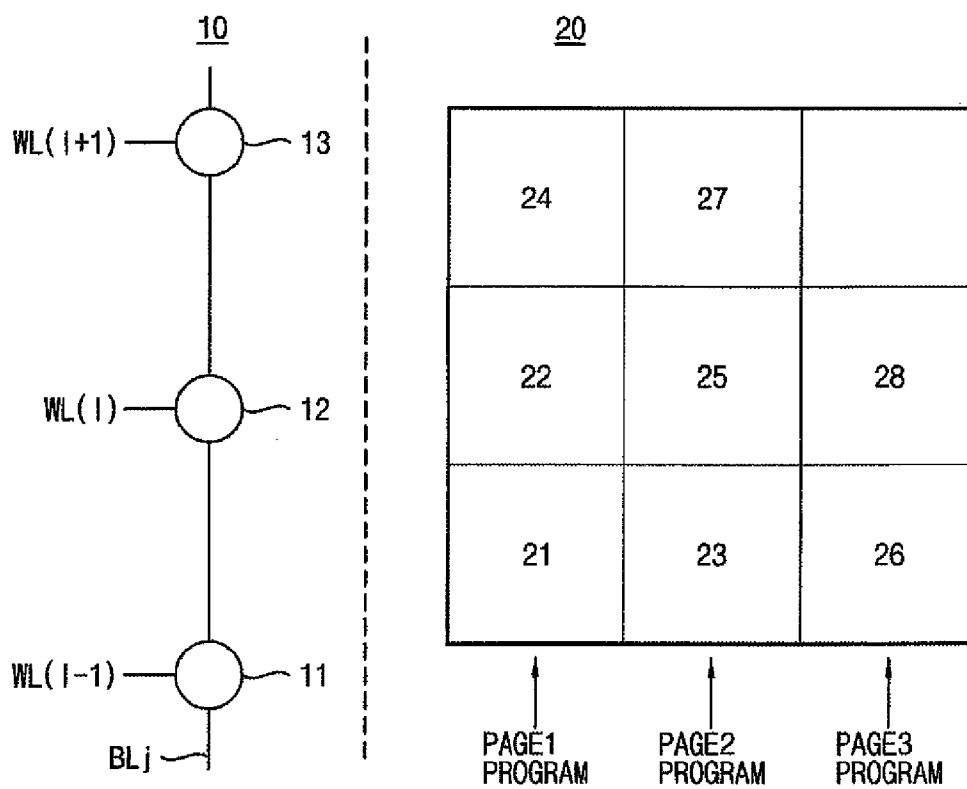 10
20
WL(I+1)
13
24
27
WL(I)
12
22
25
28
21
23
26
WL(I-1)
11
BLj
PAGE1 PROGRAM
PAGE2 PROGRAM
PAGE3 PROGRAM